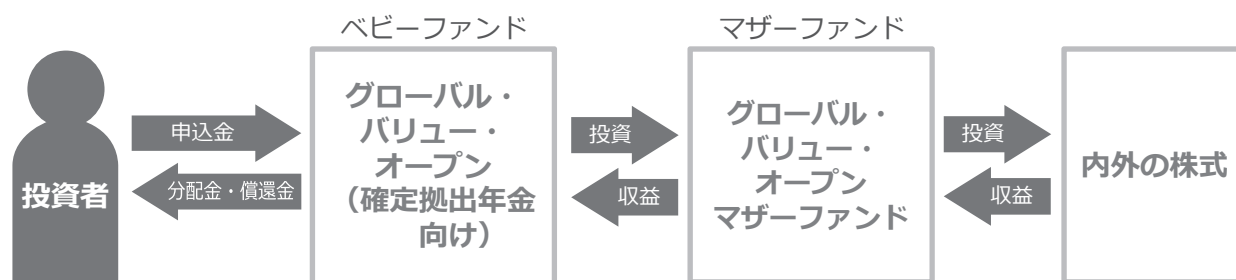 ベビーファンド
マザーファンド
投資者
申込金
分配金・償還金
グローバル・
バリュー・
オープン
(確定拠出年金
向け)
投資
収益
グローバル・
バリュー・
オープン
マザーファンド
投資
収益
内外の株式